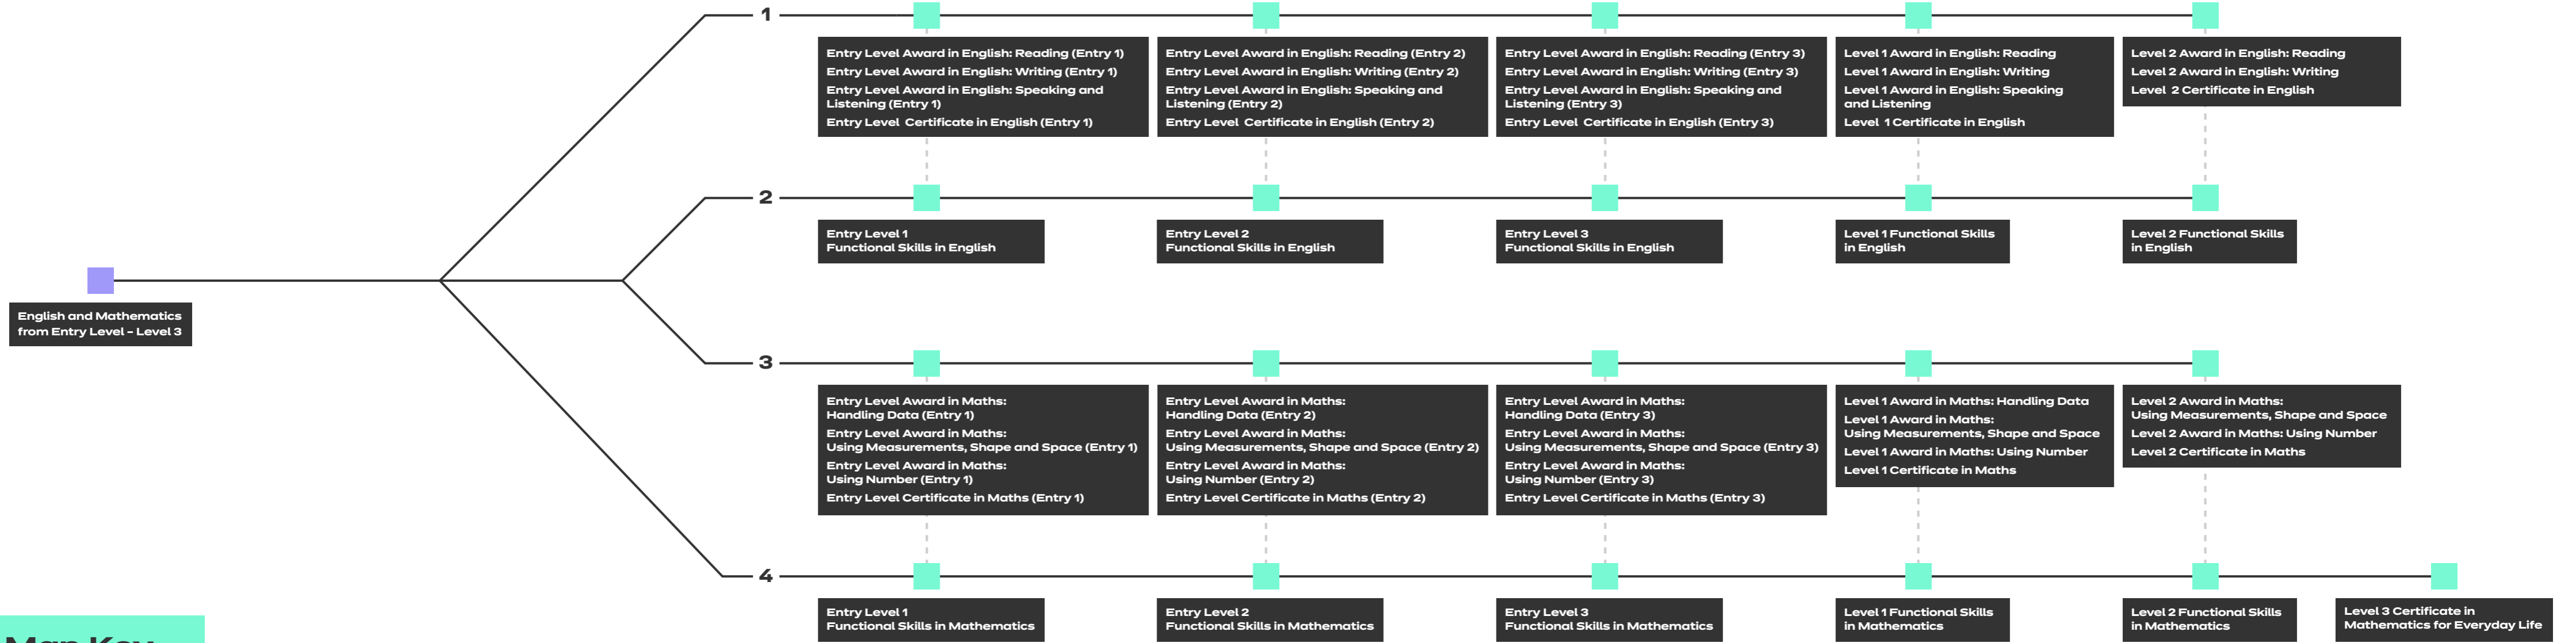 1
Entry Level Award in English: Reading (Entry 1)
Entry Level Award in English: Writing (Entry 1)
Entry Level Award in English: Speaking and
Listening (Entry 1)
Entry Level Certificate in English (Entry 1)
Entry Level Award in English: Reading (Entry 2)
Entry Level Award in English: Writing (Entry 2)
Entry Level Award in English: Speaking and
Listening (Entry 2)
Entry Level Certificate in English (Entry 2)
Entry Level Award in English: Reading (Entry 3)
Entry Level Award in English: Writing (Entry 3)
Entry Level Award in English: Speaking and
Listening (Entry 3)
Entry Level Certificate in English (Entry 3)
Level 1 Award in English: Reading
Level 1 Award in English: Writing
Level 1 Award in English: Speaking
and Listening
Level 1 Certificate in English
Level 2 Award in English: Reading
Level 2 Award in English: Writing
Level 2 Certificate in English
2
Entry Level 1
Functional Skills in English
Entry Level 2
Functional Skills in English
Entry Level 3
Functional Skills in English
Level 1 Functional Skills
in English
Level 2 Functional Skills
in English
English and Mathematics
from Entry Level – Level 3
3
Entry Level Award in Maths:
Handling Data (Entry 1)
Entry Level Award in Maths:
Using Measurements, Shape and Space (Entry 1)
Entry Level Award in Maths:
Using Number (Entry 1)
Entry Level Certificate in Maths (Entry 1)
Entry Level Award in Maths:
Handling Data (Entry 2)
Entry Level Award in Maths:
Using Measurements, Shape and Space (Entry 2)
Entry Level Award in Maths:
Using Number (Entry 2)
Entry Level Certificate in Maths (Entry 2)
Entry Level Award in Maths:
Handling Data (Entry 3)
Entry Level Award in Maths:
Using Measurements, Shape and Space (Entry 3)
Entry Level Award in Maths:
Using Number (Entry 3)
Entry Level Certificate in Maths (Entry 3)
Level 1 Award in Maths: Handling Data
Level 1 Award in Maths:
Using Measurements, Shape and Space
Level 1 Award in Maths: Using Number
Level 1 Certificate in Maths
Level 2 Award in Maths:
Using Measurements, Shape and Space
Level 2 Award in Maths: Using Number
Level 2 Certificate in Maths
4
Entry Level 1
Functional Skills in Mathematics
Entry Level 2
Functional Skills in Mathematics
Entry Level 3
Functional Skills in Mathematics
Level 1 Functional Skills
in Mathematics
Level 2 Functional Skills
in Mathematics
Level 3 Certificate in
Mathematics for Everyday Life
Map Key